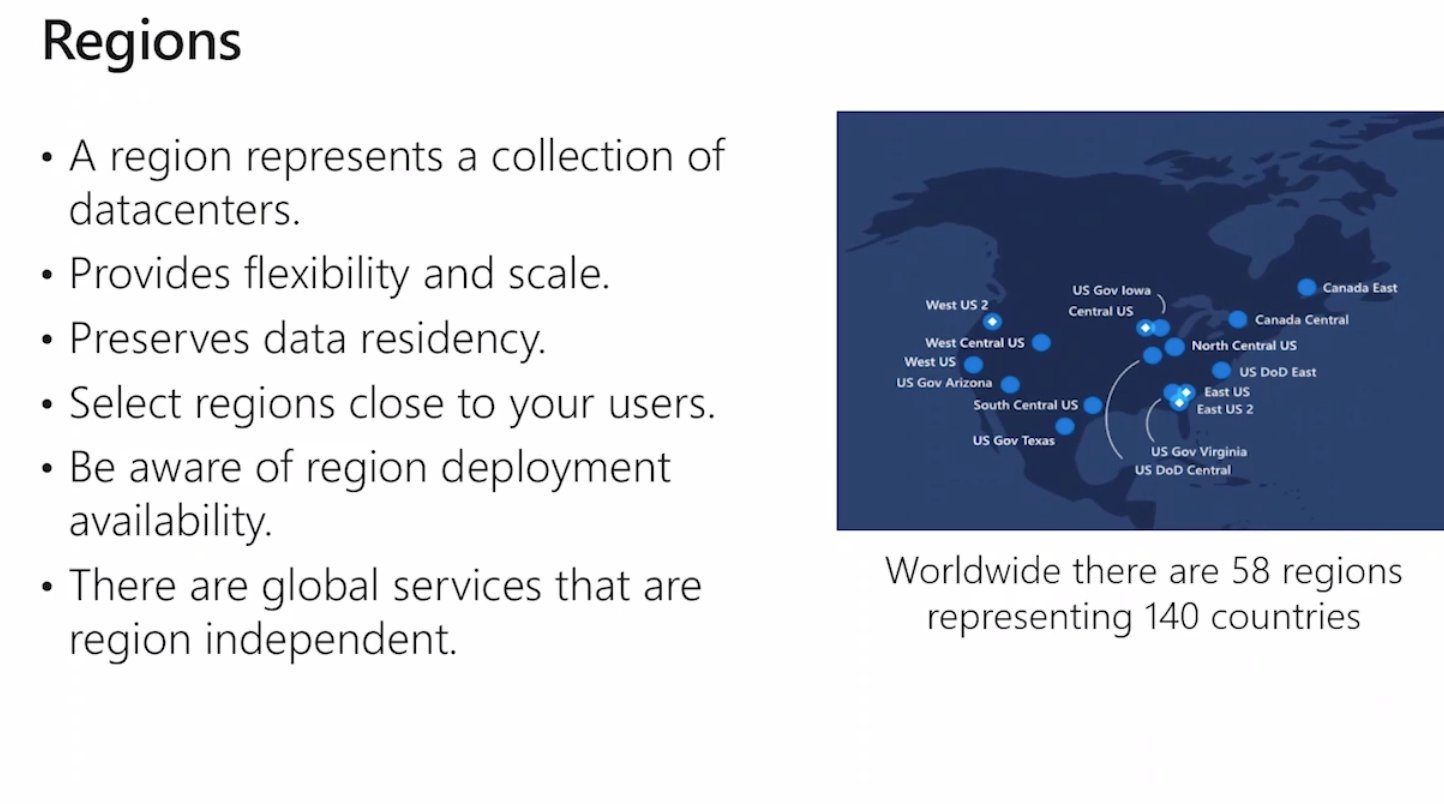 Regions
• A region represents a collection of
datacenters.
• Provides flexibility and scale.
• Preserves data residency.
• Select regions close to your users.
• Be aware of region deployment
availability.
• There are global services that are
region independent.
US Gov Iowa
Central US
West US 2
West Central US
West US
US Gov Arizona
South Central US
US Gov Texas
Canada East
Canada Central
North Central US
US DoD East
East US
East US 2
US Gov Virginia
US DoD Central
Worldwide there are 58 regions
representing 140 countries